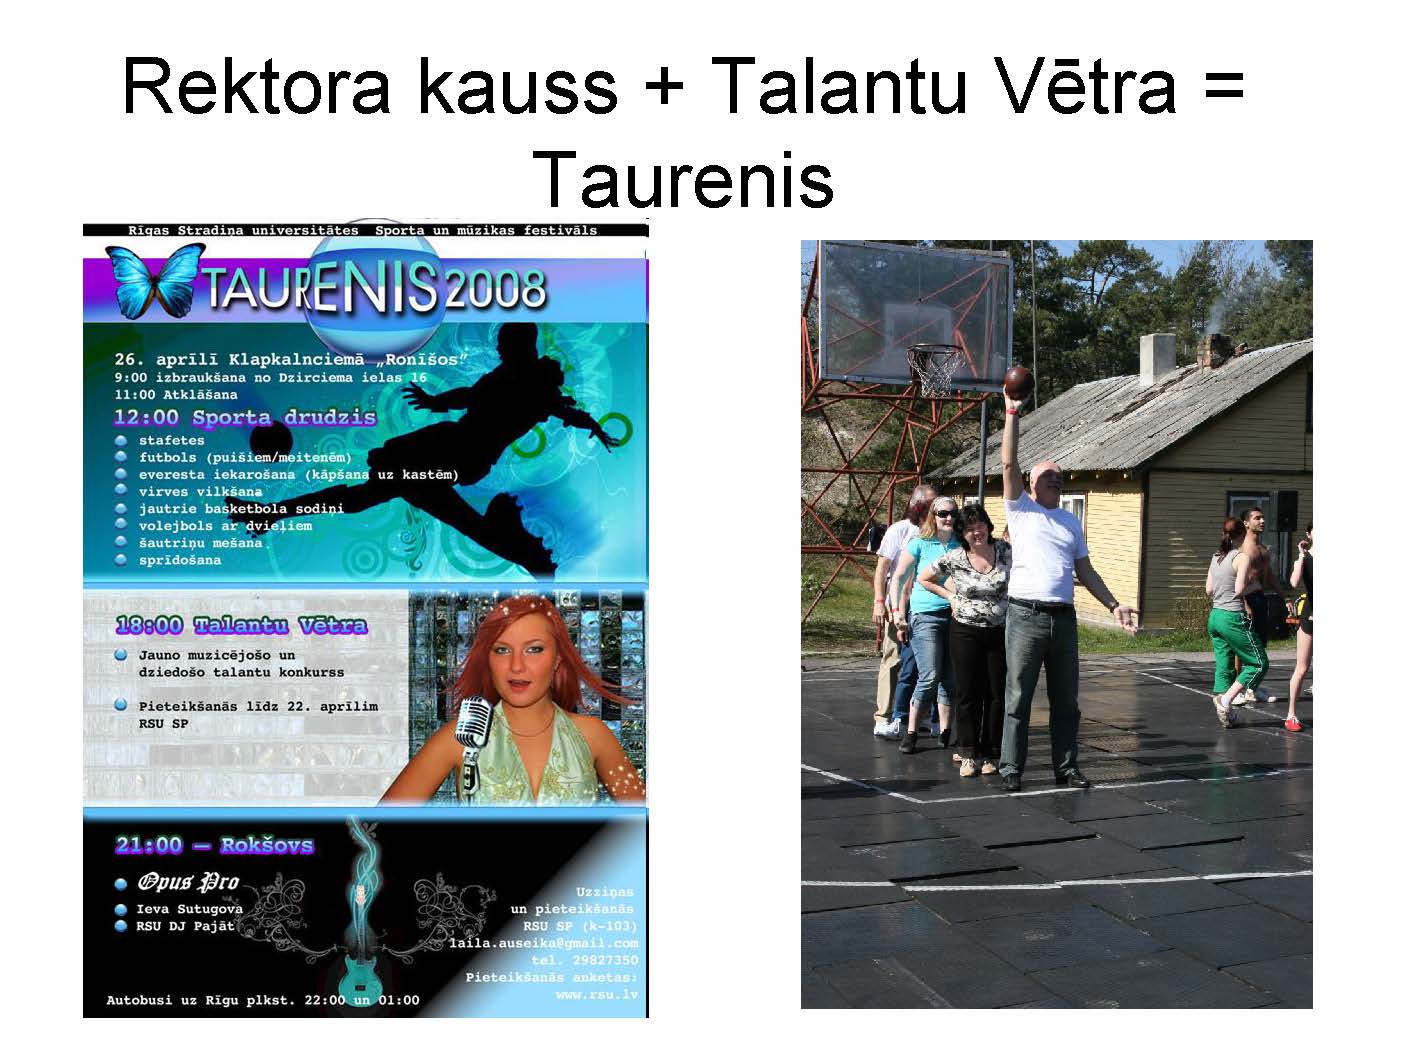 Rektora kauss + Talantu Vētra =
Taurenis
Rīgas Stradiņa universitātes Sporta un mūzikas festivāls
TAURENIS 2008
26. aprīlī Klapkalnciemā „Ronīšos”
9:00 izbraukšana no Dzirciema ielas 16
11:00 Atklāšana
12:00 Sporta drudzis
stafetes
futbols (puišiem/meitenēm)
everesta iekarošana (kāpšana uz kastēm)
virves vilkšana
jautrie basketbola sodiņi
volejbols ar dvieļiem
šautriņu mešana
sprīdošana
18:00 Talantu Vētra
Jauno muzicējošo un
dziedošo talantu konkurss
Pieteikšanās līdz 22. aprīlim
RSU SP
21:00 – Rokšovs
Opus Pro
Ieva Sutugova
RSU DJ Pajāt
Uzziņas
un pieteikšanās
RSU SP (k-103)
laila.auseika@gmail.com
tel. 29827350
Pieteikšanās anketas:
www.rsu.lv
Autobusi uz Rīgu plkst. 22:00 un 01:00